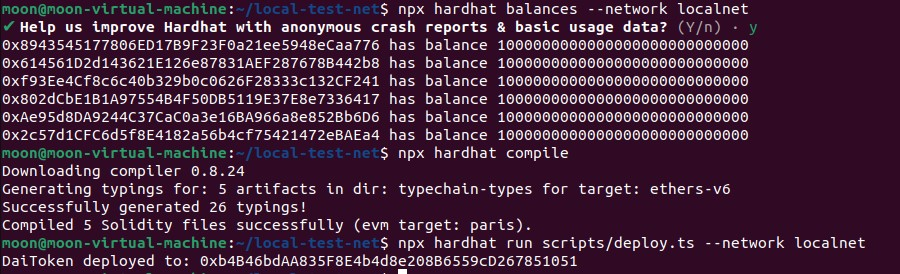 moon@moon-virtual-machine:~/local-test-net$ npx hardhat balances --network localnet
✔ Help us improve Hardhat with anonymous crash reports & basic usage data? (Y/n) · y
0x8943545177806ED17B9F23F0a21ee5948eCaa776 has balance 1000000000000000000000000000
0x614561D2d143621E126e87831AEF287678B442b8 has balance 1000000000000000000000000000
0xf93Ee4Cf8c6c40b329b0c0626F28333c132CF241 has balance 1000000000000000000000000000
0x802dCbE1B1A97554B4F50DB5119E37E8e7336417 has balance 1000000000000000000000000000
0xAe95d8DA9244C37CaC0a3e16BA966a8e852Bb6D6 has balance 1000000000000000000000000000
0x2c57d1CFC6d5f8E4182a56b4cf75421472eBAEa4 has balance 1000000000000000000000000000
moon@moon-virtual-machine:~/local-test-net$ npx hardhat compile
Downloading compiler 0.8.24
Generating typings for: 5 artifacts in dir: typechain-types for target: ethers-v6
Successfully generated 26 typings!
Compiled 5 Solidity files successfully (evm target: paris).
moon@moon-virtual-machine:~/local-test-net$ npx hardhat run scripts/deploy.ts --network localnet
DaiToken deployed to: 0xb4B46bdAA835F8E4b4d8e208B6559cD267851051